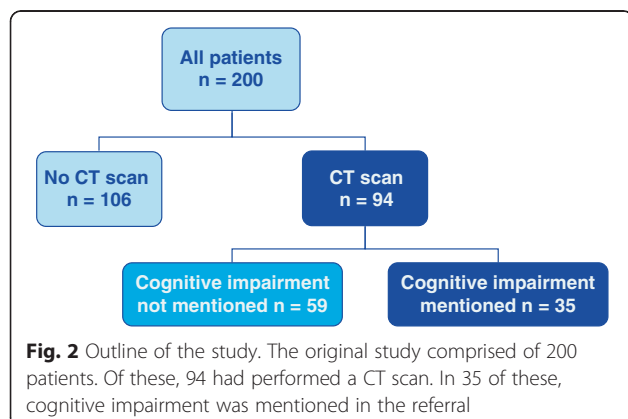 All patients
n = 200
No CT scan
n = 106
CT scan
n = 94
Cognitive impairment
not mentioned n = 59
Cognitive impairment
mentioned n = 35
Fig. 2 Outline of the study. The original study comprised of 200
patients. Of these, 94 had performed a CT scan. In 35 of these,
cognitive impairment was mentioned in the referral